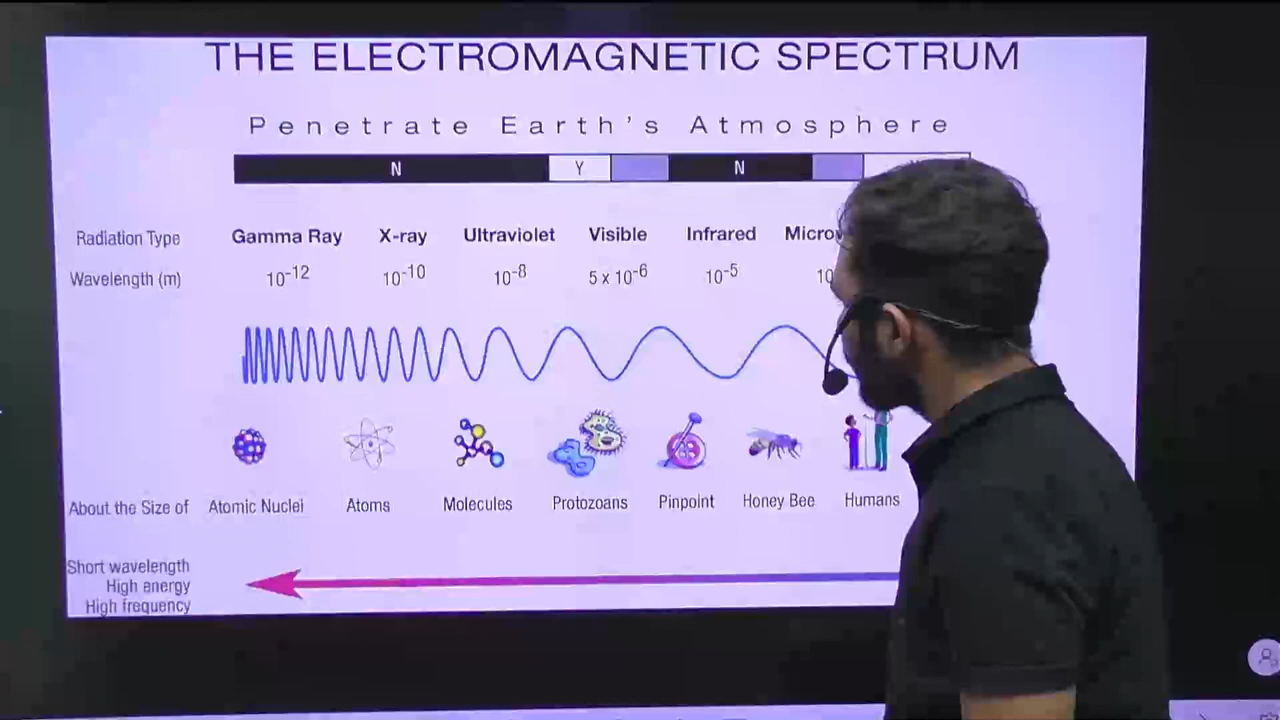 THE ELECTROMAGNETIC SPECTRUM
Penetrate Earth's Atmosphere
N Y N
Radiation Type Gamma Ray X-ray Ultraviolet Visible Infrared
Wavelength (m) 10⁻¹² 10⁻¹⁰ 10⁻⁸ 5 x 10⁻⁶ 10⁻⁵
About the Size of Atomic Nuclei Atoms Molecules Protozoans Pinpoint Honey Bee Humans
Short wavelength
High energy
High frequency